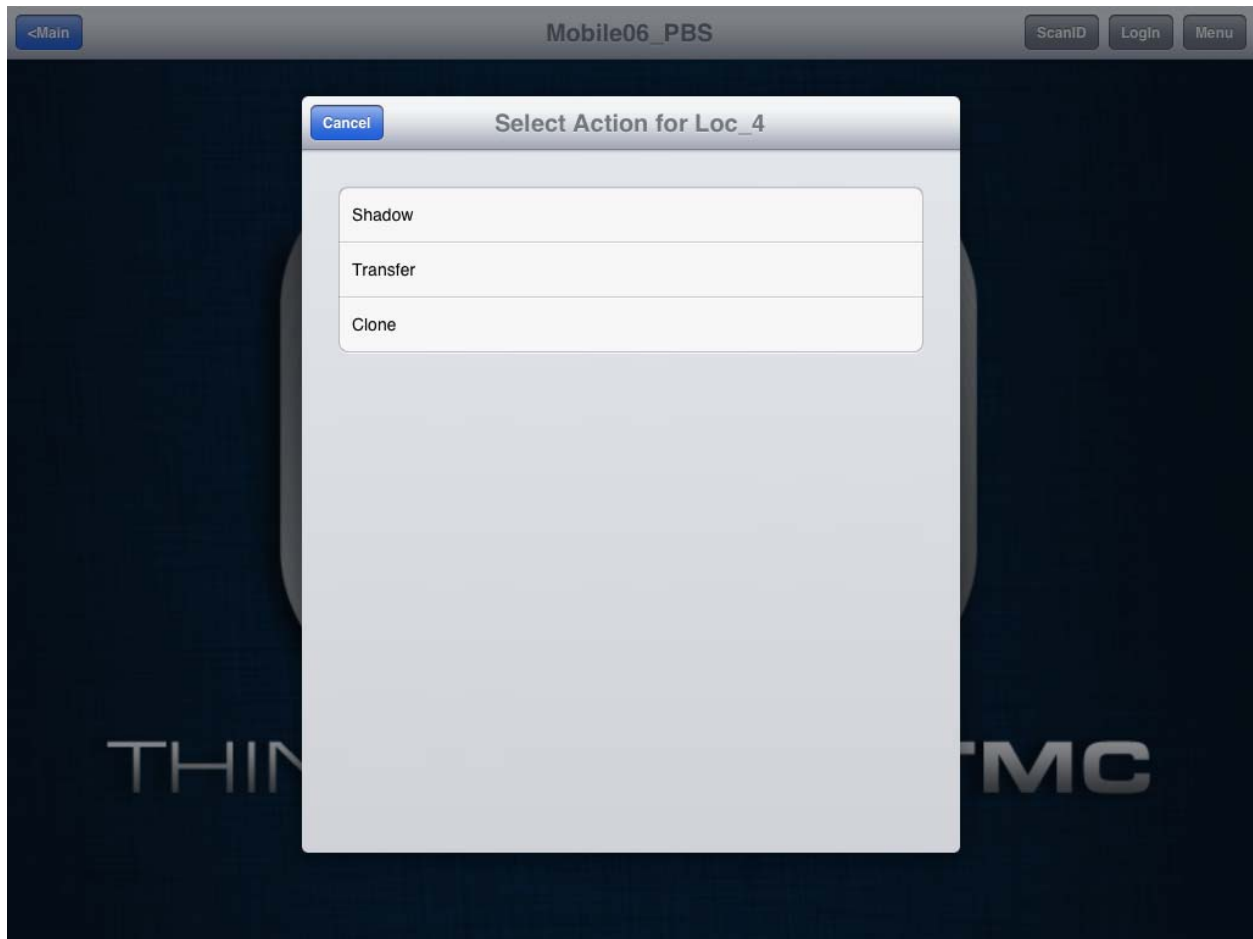 <Main
Mobile06_PBS
ScanID
LogIn
Menu
Cancel
Select Action for Loc_4
Shadow
Transfer
Clone
THIN
TMC